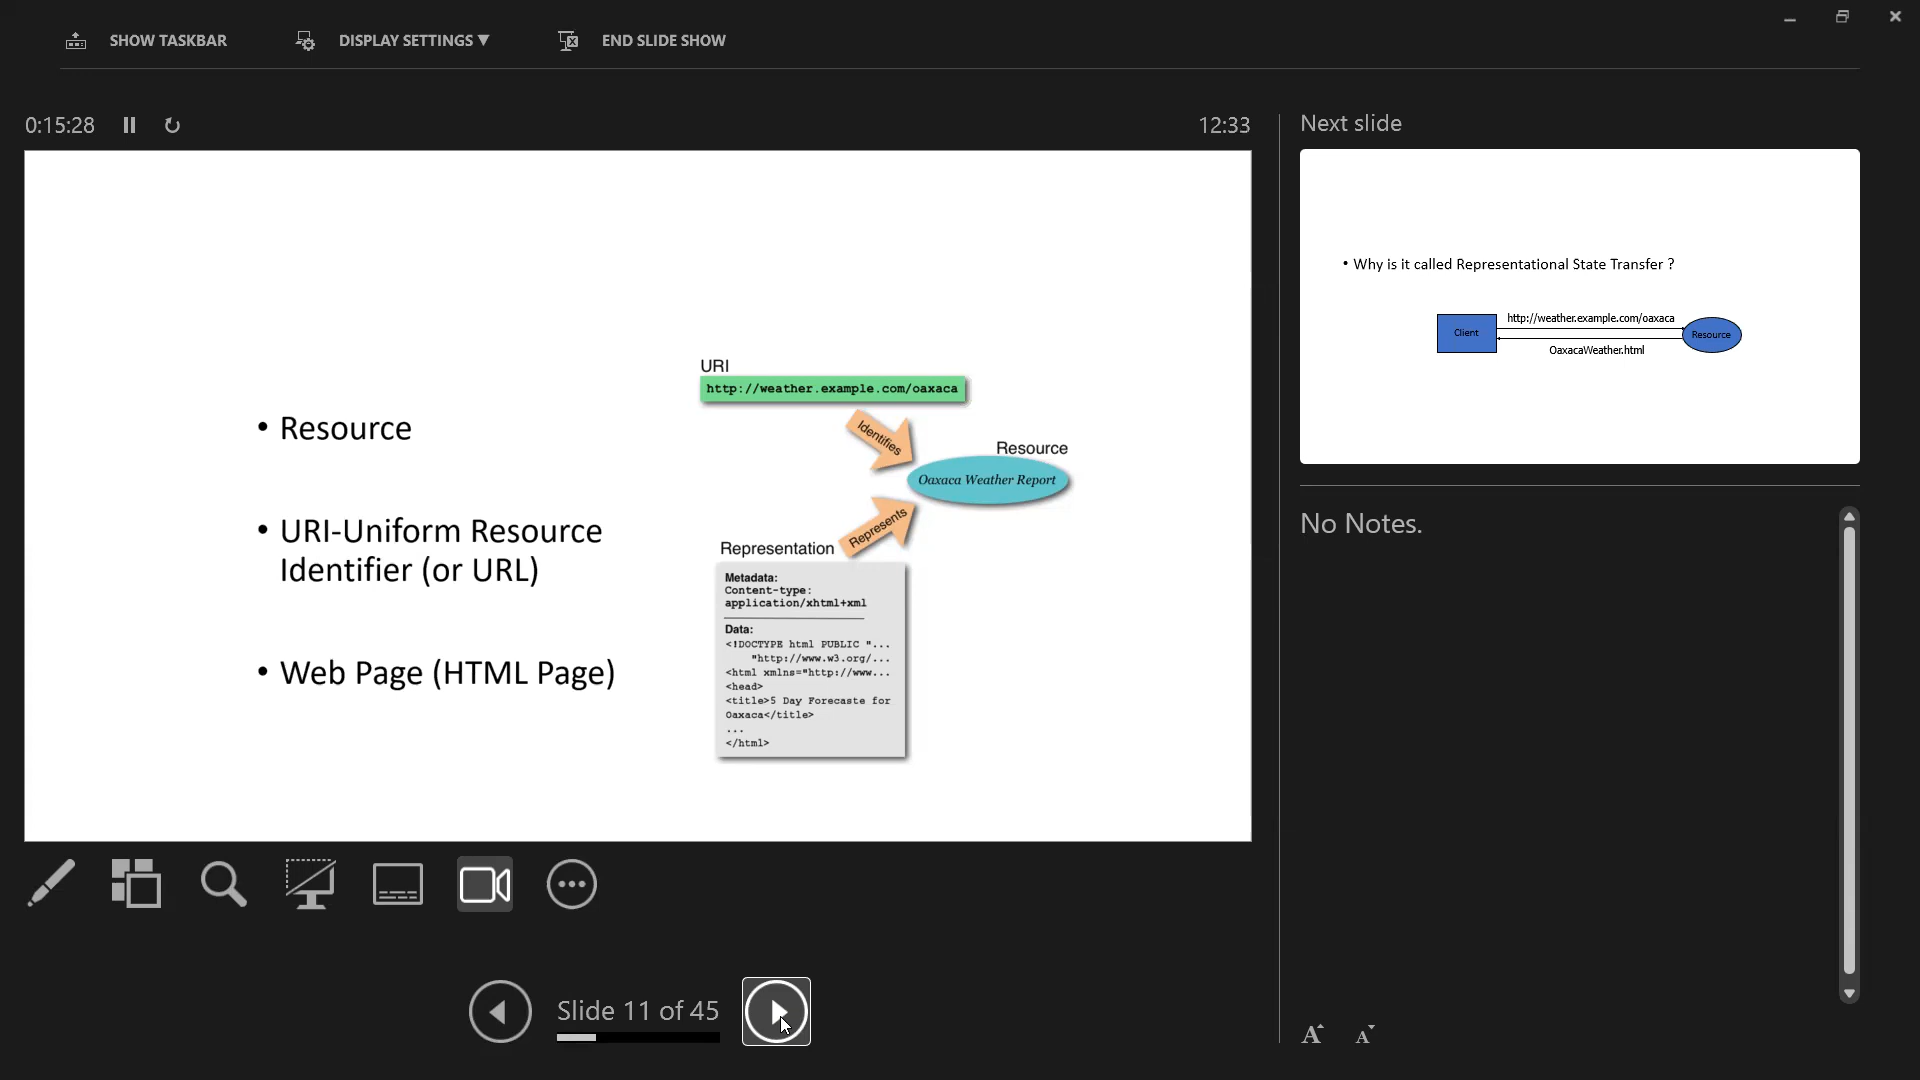 SHOW TASKBAR
DISPLAY SETTINGS ▼
END SLIDE SHOW
0:15:28
12:33
Next slide
• Resource
• URI-Uniform Resource
Identifier (or URL)
• Web Page (HTML Page)
URI
http://weather.example.com/oaxaca
Identifies
Resource
Oaxaca Weather Report
Represents
Representation
Metadata:
Content-type:
application/xhtml+xml
Data:
<!DOCTYPE html PUBLIC "...
"http://www.w3.org/...
<html xmlns="http://www...
<head>
<title>5 Day Forecaste for
Oaxaca</title>
...
</html>
• Why is it called Representational State Transfer ?
Client
http://weather.example.com/oaxaca
Resource
OaxacaWeather.html
No Notes.
Slide 11 of 45
A A